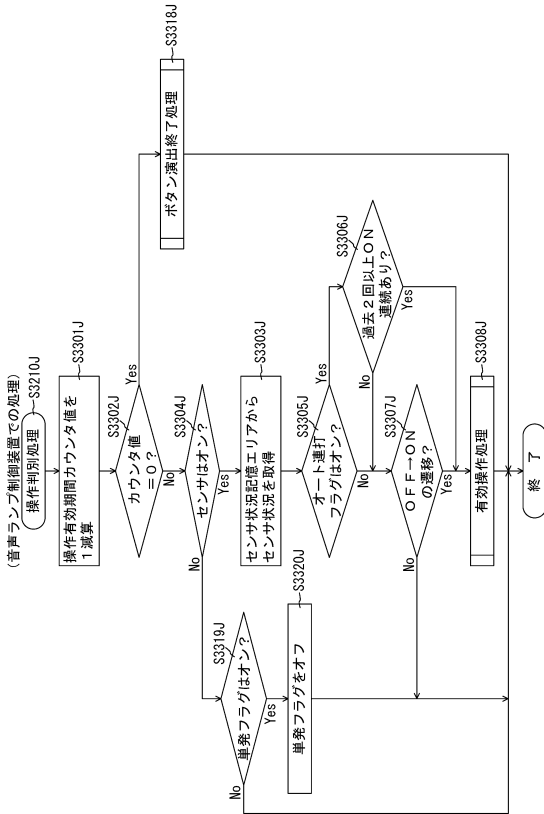 (音声ランプ制御装置での処理)
操作判別処理
S3210J
操作有効期間カウンタ値を
1減算
S3301J
カウンタ値
=0?
S3302J
Yes
No
ボタン演出終了処理
S3318J
センサはオン?
S3304J
No
Yes
センサ状況記憶エリアから
センサ状況を取得
S3303J
オート連打
フラグはオン?
S3305J
Yes
No
過去2回以上ON
連続あり?
S3306J
No
Yes
OFF→ON
の遷移?
S3307J
No
Yes
有効操作処理
S3308J
単発フラグはオン?
S3319J
No
Yes
単発フラグをオフ
S3320J
終了